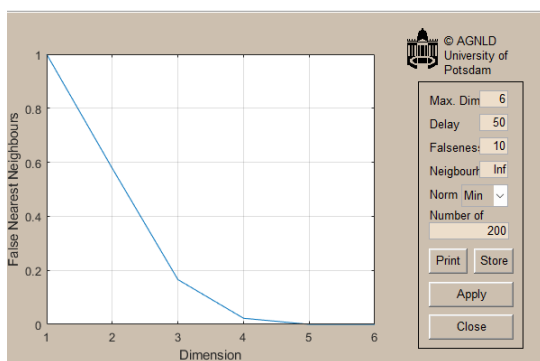 © AGNLD
University of
Potsdam
Max. Dim 6
Delay 50
Falsenes: 10
Neigbourh Inf
Norm Min
Number of
200
Print Store
Apply
Close
False Nearest Neighbours
1
0.8
0.6
0.4
0.2
0
1 2 3 4 5 6
Dimension